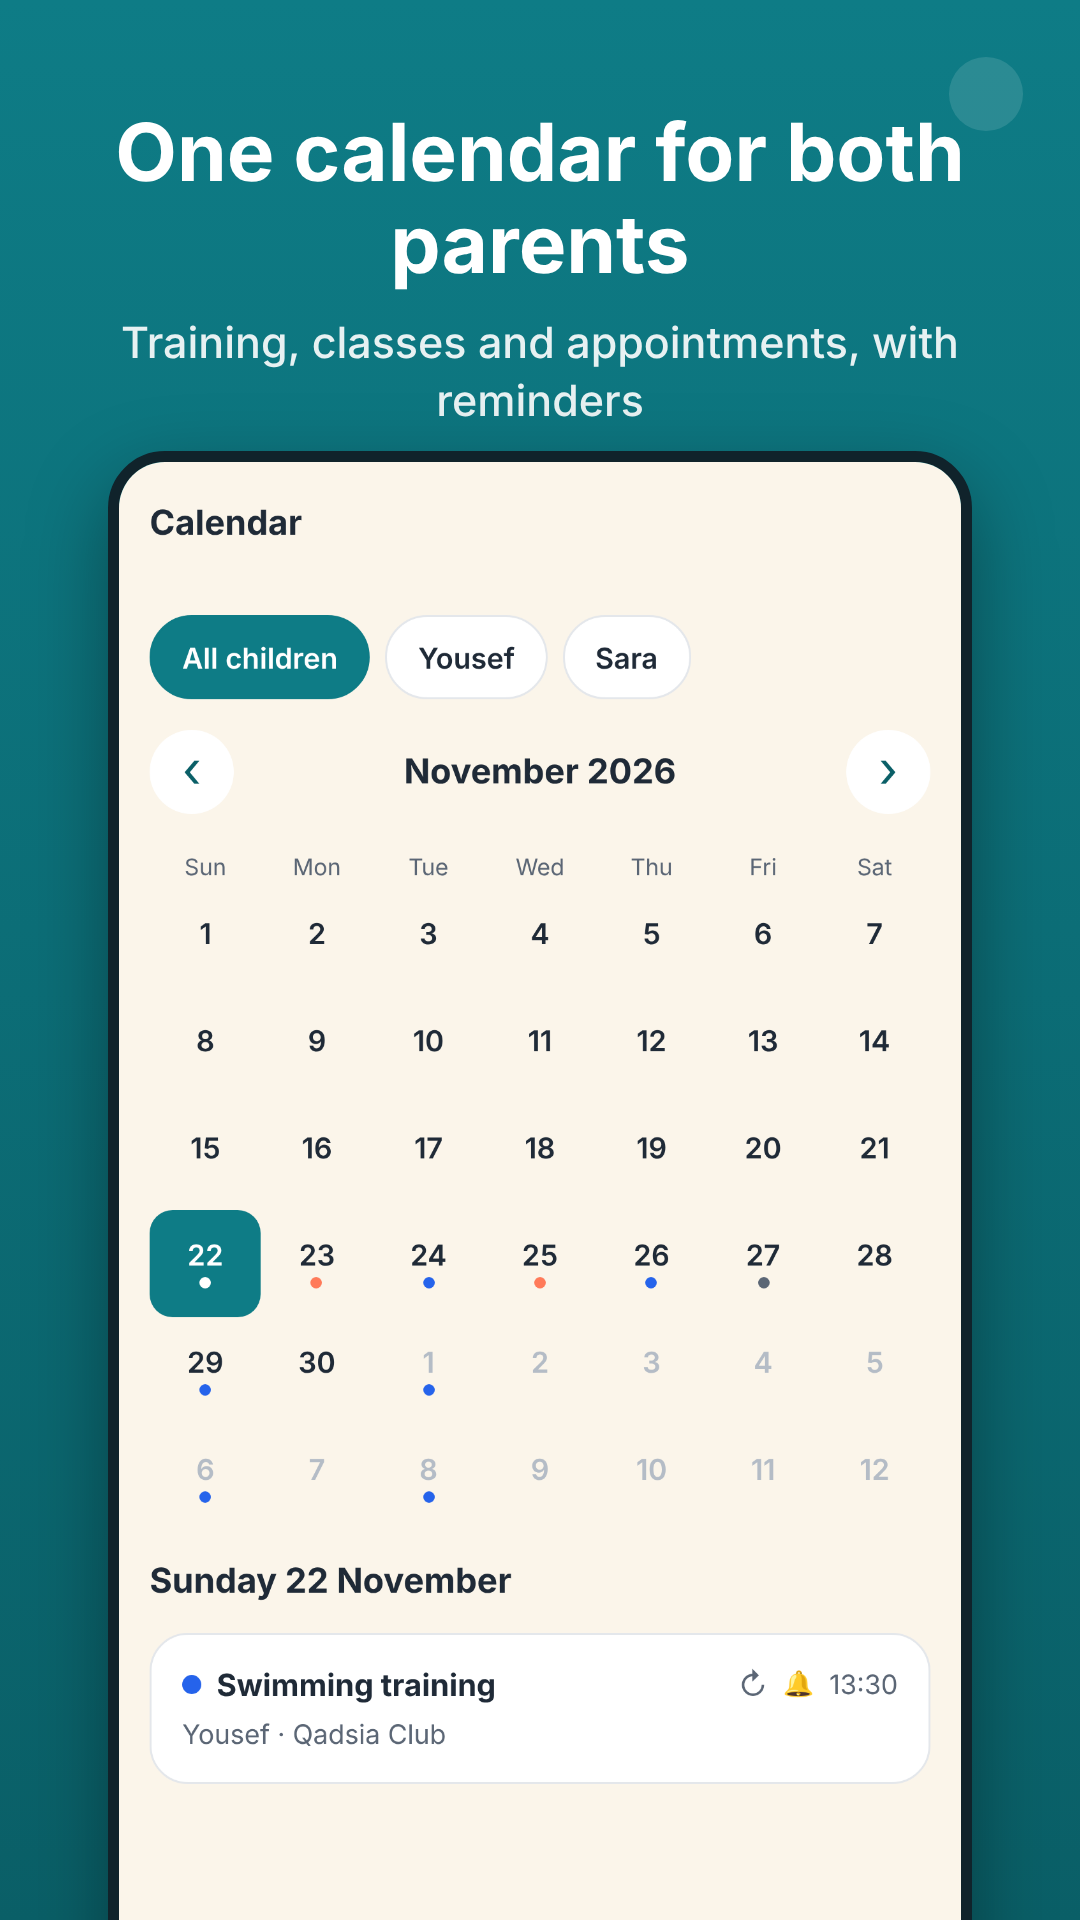 One calendar for both
parents
Training, classes and appointments, with
reminders
Calendar
All children Yousef Sara
‹ November 2026 ›
Sun Mon Tue Wed Thu Fri Sat
1 2 3 4 5 6 7
8 9 10 11 12 13 14
15 16 17 18 19 20 21
22 23 24 25 26 27 28
29 30 1 2 3 4 5
6 7 8 9 10 11 12
Sunday 22 November
Swimming training 13:30
Yousef · Qadsia Club